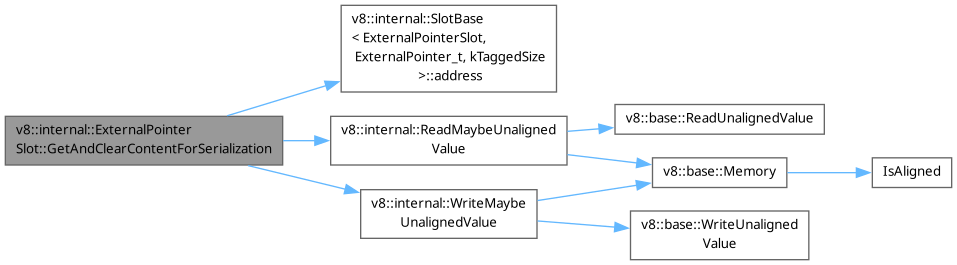 v8::internal::SlotBase
< ExternalPointerSlot,
ExternalPointer_t, kTaggedSize
>::address
v8::internal::ExternalPointer
Slot::GetAndClearContentForSerialization
v8::internal::ReadMaybeUnaligned
Value
v8::internal::WriteMaybe
UnalignedValue
v8::base::ReadUnalignedValue
v8::base::Memory
v8::base::WriteUnaligned
Value
IsAligned